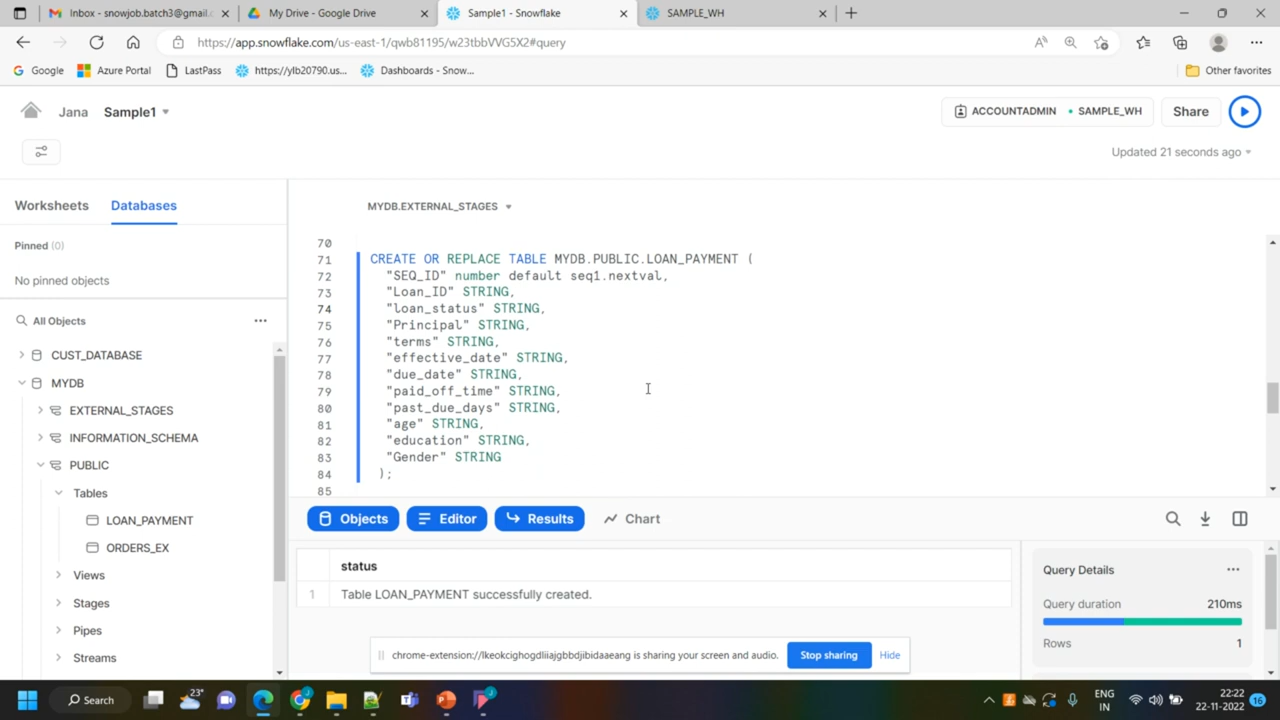 Inbox - snowjob.batch3@gmail.c
My Drive - Google Drive
Sample1 - Snowflake
SAMPLE_WH
https://app.snowflake.com/us-east-1/qwb81195/w23tbbVVG5X2#query
Google
Azure Portal
LastPass
https://ylb20790.us...
Dashboards - Snow...
Other favorites
Jana
Sample1
ACCOUNTADMIN
SAMPLE_WH
Share
Updated 21 seconds ago
Worksheets
Databases
Pinned (0)
No pinned objects
All Objects
CUST_DATABASE
MYDB
EXTERNAL_STAGES
INFORMATION_SCHEMA
PUBLIC
Tables
LOAN_PAYMENT
ORDERS_EX
Views
Stages
Pipes
Streams
MYDB.EXTERNAL_STAGES
70
71 CREATE OR REPLACE TABLE MYDB.PUBLIC.LOAN_PAYMENT (
72 "SEQ_ID" number default seq1.nextval,
73 "Loan_ID" STRING,
74 "loan_status" STRING,
75 "Principal" STRING,
76 "terms" STRING,
77 "effective_date" STRING,
78 "due_date" STRING,
79 "paid_off_time" STRING,
80 "past_due_days" STRING,
81 "age" STRING,
82 "education" STRING,
83 "Gender" STRING
84 );
85
Objects
Editor
Results
Chart
status
1 Table LOAN_PAYMENT successfully created.
Query Details
Query duration 210ms
Rows 1
chrome-extension://lkeokcighogdliiajgbbdjibidaaeang is sharing your screen and audio.
Stop sharing
Hide
Search
23°
ENG
IN
22:22
22-11-2022
16